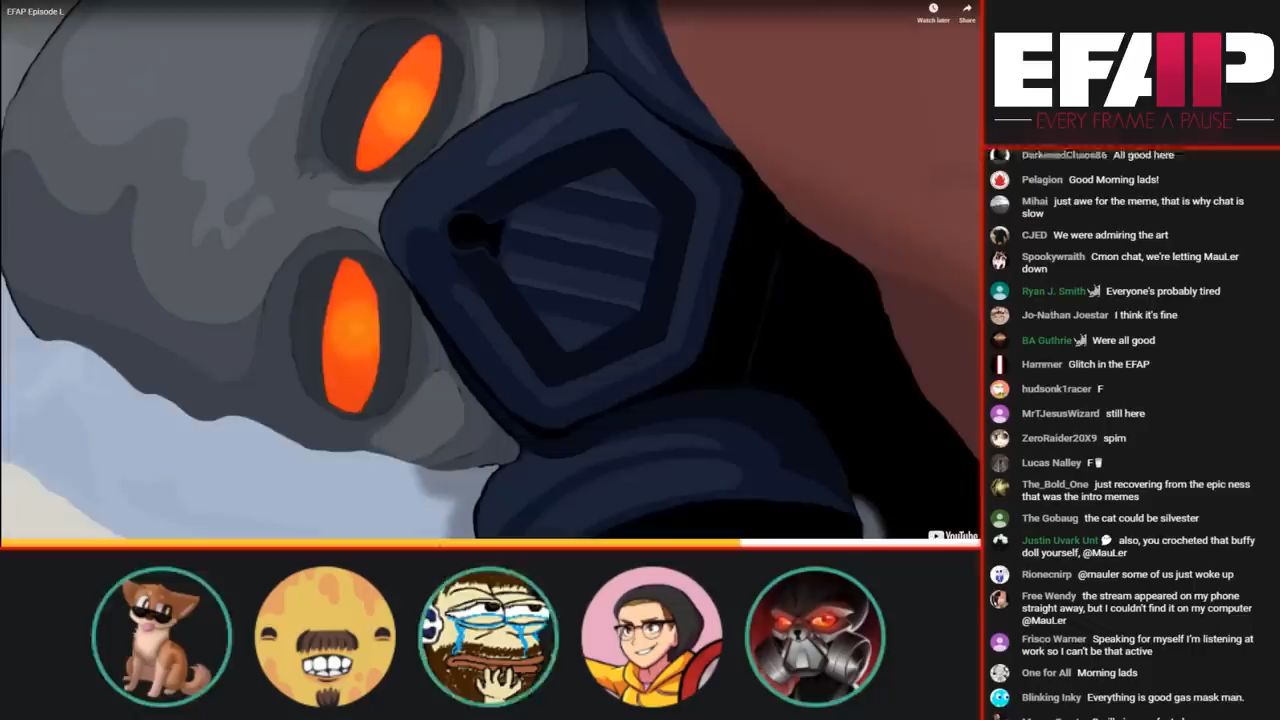 EFAP Episode L
Watch later
Share
EFAP
EVERY FRAME A PAUSE
All good here
Pelagion Good Morning lads!
Mihai just awe for the meme, that is why chat is
slow
CJED We were admiring the art
Spookywraith Cmon chat, we're letting MauLer
down
Ryan J. Smith Everyone's probably tired
Jo-Nathan Joestar I think it's fine
BA Guthrie Were all good
Hammer Glitch in the EFAP
hudsonk1racer F
MrTJesusWizard still here
ZeroRaider20X9 spim
Lucas Nalley F
The_Bold_One just recovering from the epic ness
that was the intro memes
The Gobaug the cat could be silvester
Justin Uvark Unt also, you crocheted that buffy
doll yourself, @MauLer
Rionecnirp @mauler some of us just woke up
Free Wendy the stream appeared on my phone
straight away, but I couldn't find it on my computer
@MauLer
Frisco Warner Speaking for myself I'm listening at
work so I can't be that active
One for All Morning lads
Blinking Inky Everything is good gas mask man.
YouTube